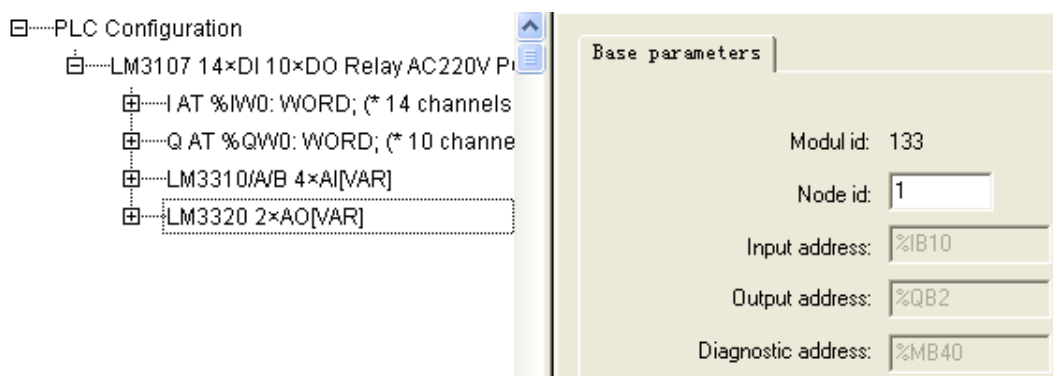 PLC Configuration
LM3107 14×DI 10×DO Relay AC220V
I AT %IW0: WORD; (* 14 channels
Q AT %QW0: WORD; (* 10 channe
LM3310/A/B 4×AI[VAR]
LM3320 2×AO[VAR]
Base parameters
Modul id: 133
Node id: 1
Input address: %IB10
Output address: %QB2
Diagnostic address: %MB40